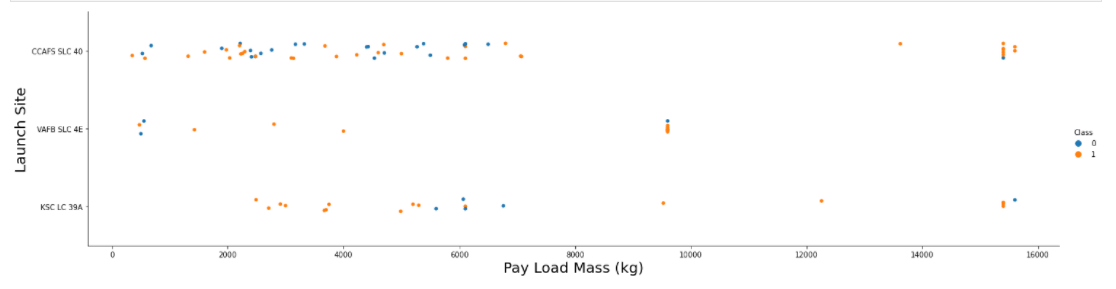 CCAFS SLC 40
VAFB SLC 4E
KSC LC 39A
Launch Site
0 2000 4000 6000 8000 10000 12000 14000 16000
Pay Load Mass (kg)
Class
0
1